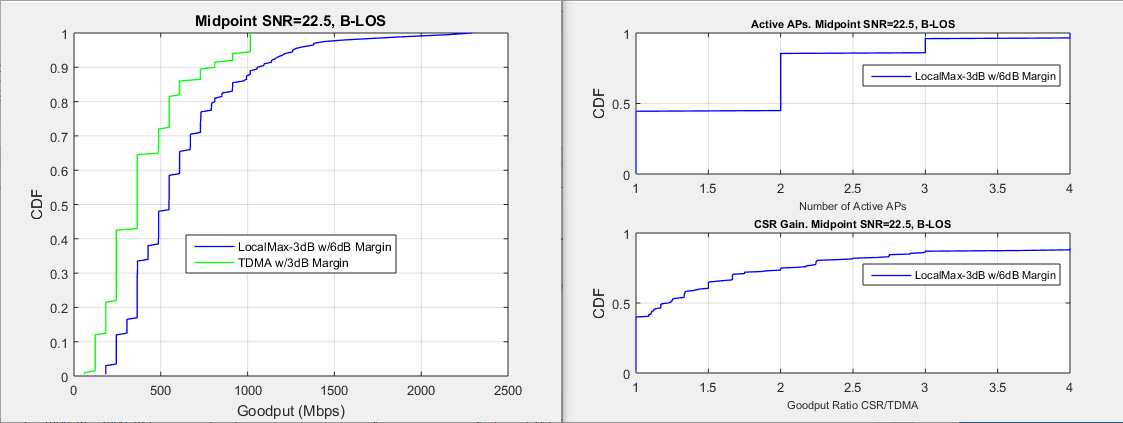 Midpoint SNR=22.5, B-LOS
1
0.9
0.8
0.7
0.6
0.5
0.4
0.3
0.2
0.1
0
CDF
LocalMax-3dB w/6dB Margin
TDMA w/3dB Margin
0 500 1000 1500 2000 2500
Goodput (Mbps)
Active APs. Midpoint SNR=22.5, B-LOS
1
0.5
0
CDF
LocalMax-3dB w/6dB Margin
1 1.5 2 2.5 3 3.5 4
Number of Active APs
CSR Gain. Midpoint SNR=22.5, B-LOS
1
0.5
0
CDF
LocalMax-3dB w/6dB Margin
1 1.5 2 2.5 3 3.5 4
Goodput Ratio CSR/TDMA